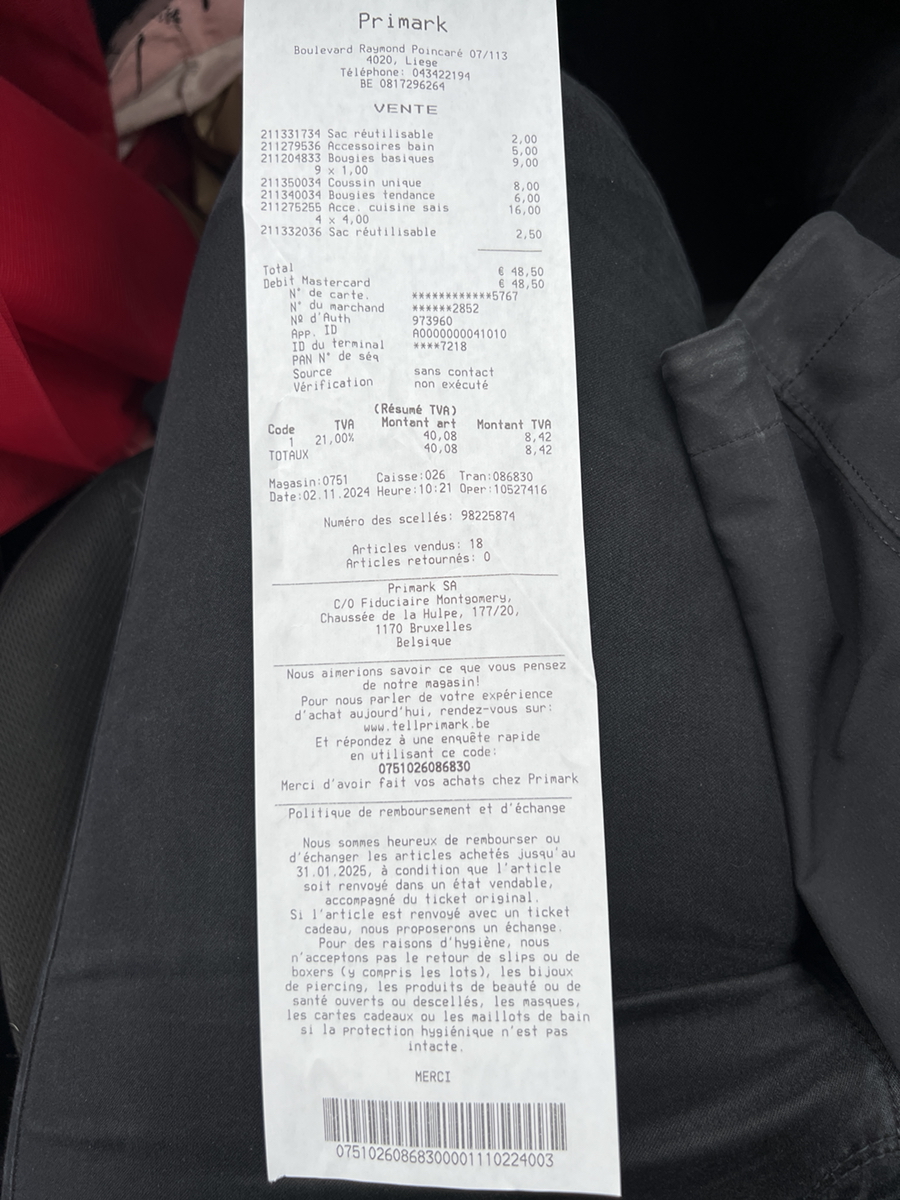 Primark
Boulevard Raymond Poincaré 07/113
4020, Liege
Téléphone: 043422194
BE 0817296264
VENTE
211331734 Sac réutilisable 2,00
211279536 Accessoires bain 5,00
211204833 Bougies basiques 9,00
9 x 1,00
211350034 Coussin unique 8,00
211340034 Bougies tendance 6,00
211275255 Acce. cuisine sais 16,00
4 x 4,00
211332036 Sac réutilisable 2,50
Total € 48,50
Debit Mastercard € 48,50
N° de carte. ************5767
N° du marchand ******2852
Nº d'Auth 973960
App. ID A0000000041010
ID du terminal ****7218
PAN N° de séq
Source sans contact
Vérification non exécuté
(Résumé TVA)
Code TVA Montant art Montant TVA
1 21,00% 40,08 8,42
TOTAUX 40,08 8,42
Magasin:0751 Caisse:026 Tran:086830
Date:02.11.2024 Heure:10:21 Oper:10527416
Numéro des scellés: 98225874
Articles vendus: 18
Articles retournés: 0
Primark SA
C/O Fiduciaire Montgomery,
Chaussée de la Hulpe, 177/20,
1170 Bruxelles
Belgique
Nous aimerions savoir ce que vous pensez
de notre magasin!
Pour nous parler de votre expérience
d'achat aujourd'hui, rendez-vous sur:
www.tellprimark.be
Et répondez à une enquête rapide
en utilisant ce code:
0751026086830
Merci d'avoir fait vos achats chez Primark
Politique de remboursement et d'échange
Nous sommes heureux de rembourser ou
d'échanger les articles achetés jusqu'au
31.01.2025, à condition que l'article
soit renvoyé dans un état vendable,
accompagné du ticket original.
Si l'article est renvoyé avec un ticket
cadeau, nous proposerons un échange.
Pour des raisons d'hygiène, nous
n'acceptons pas le retour de slips ou de
boxers (y compris les lots), les bijoux
de piercing, les produits de beauté ou de
santé ouverts ou descellés, les masques,
les cartes cadeaux ou les maillots de bain
si la protection hygiénique n'est pas
intacte.
MERCI
07510260868300001110224003